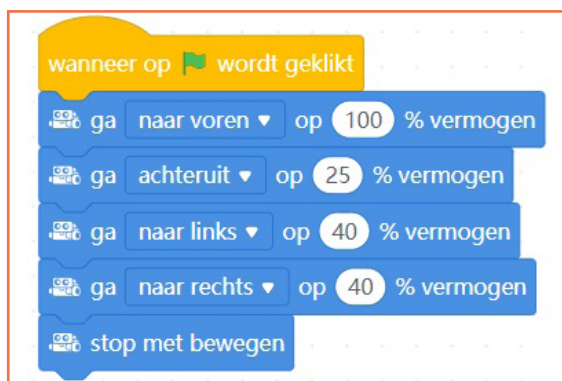 wanneer op wordt geklikt
ga naar voren op 100 % vermogen
ga achteruit op 25 % vermogen
ga naar links op 40 % vermogen
ga naar rechts op 40 % vermogen
stop met bewegen